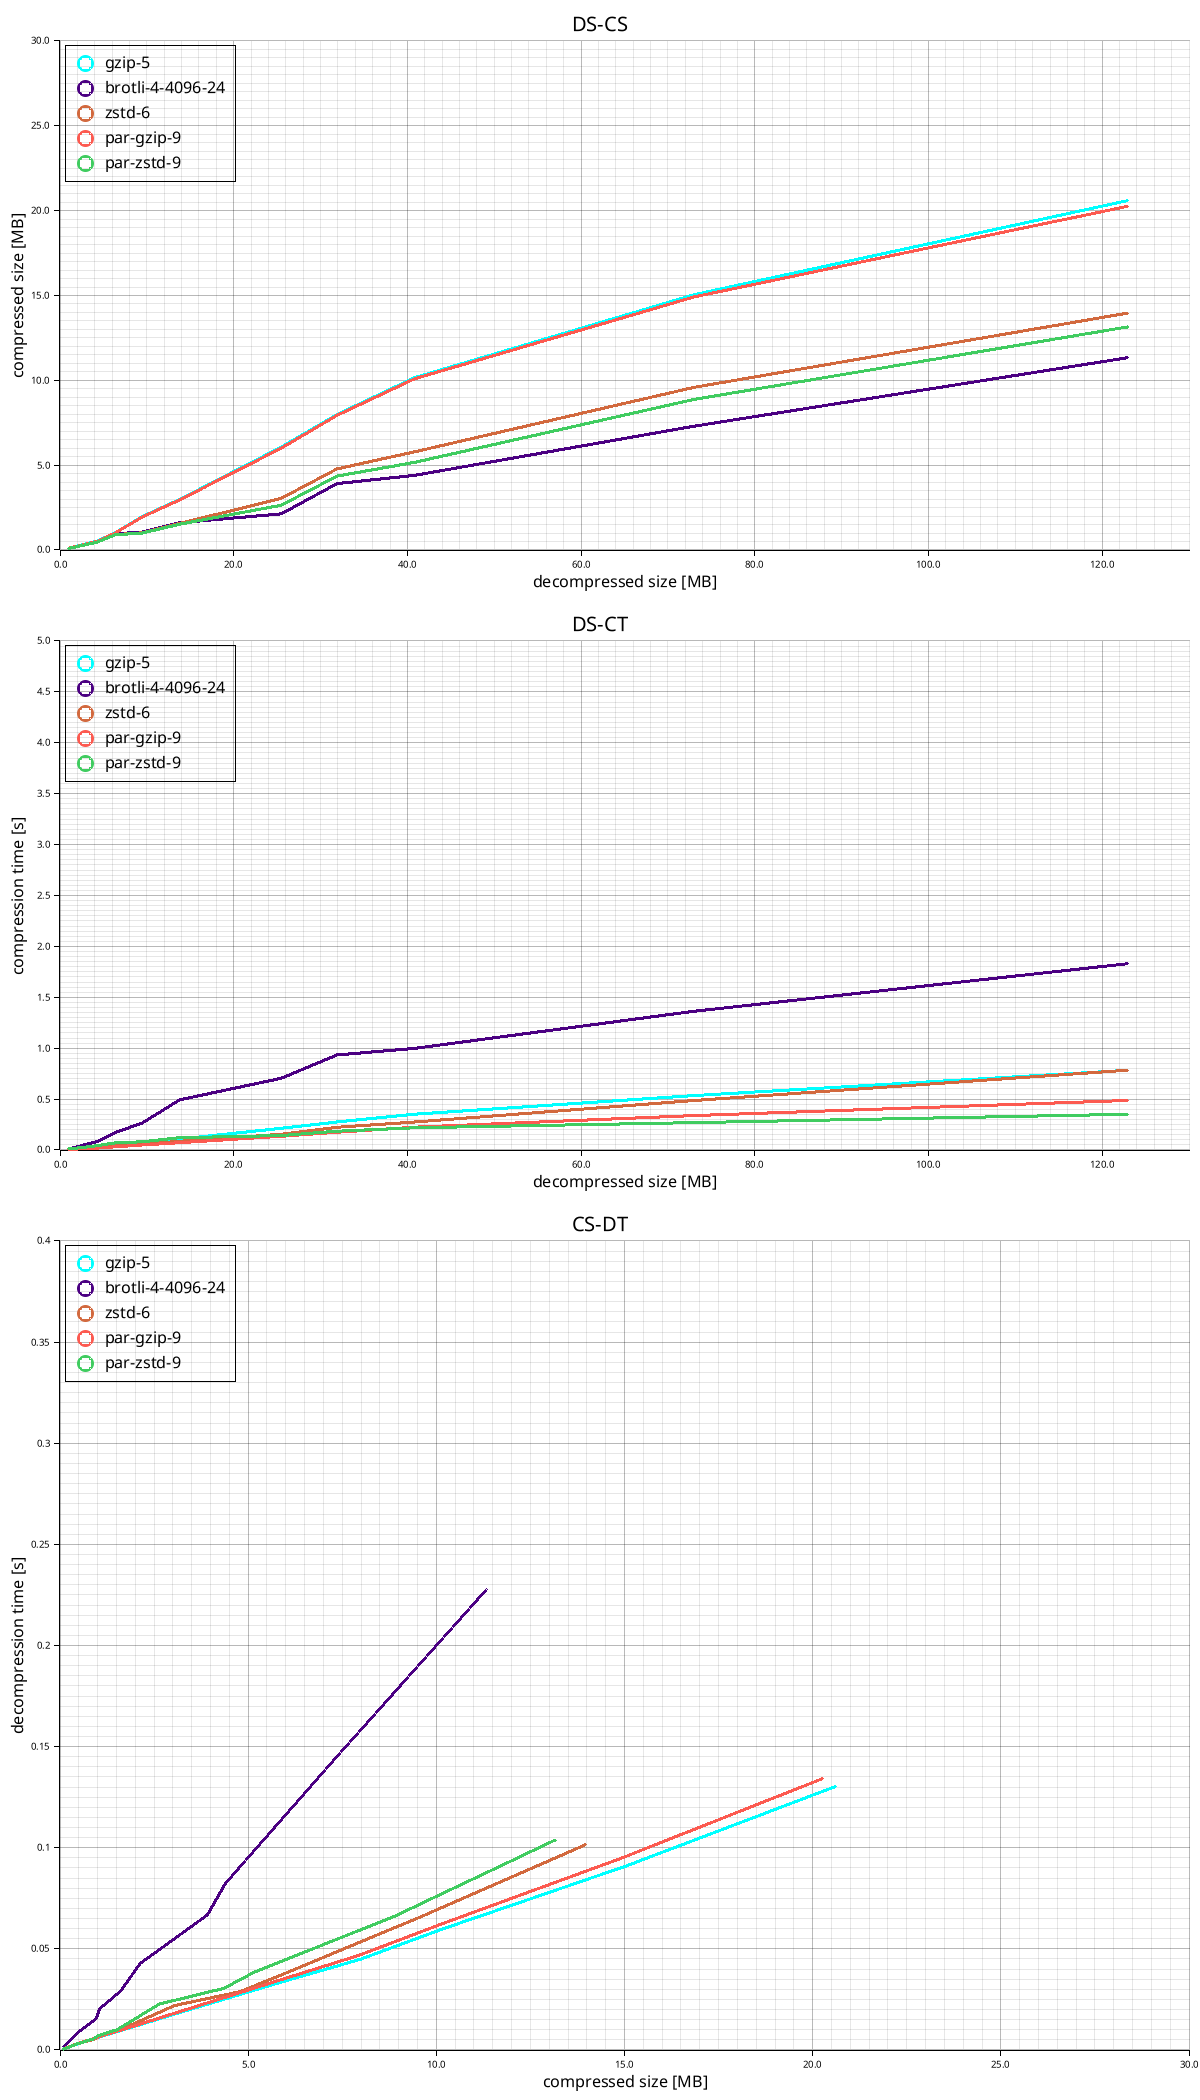 DS-CS
30.0
25.0
20.0
15.0
10.0
5.0
0.0
compressed size [MB]
gzip-5
brotli-4-4096-24
zstd-6
par-gzip-9
par-zstd-9
0.0 20.0 40.0 60.0 80.0 100.0 120.0
decompressed size [MB]
DS-CT
5.0
4.5
4.0
3.5
3.0
2.5
2.0
1.5
1.0
0.5
0.0
compression time [s]
gzip-5
brotli-4-4096-24
zstd-6
par-gzip-9
par-zstd-9
0.0 20.0 40.0 60.0 80.0 100.0 120.0
decompressed size [MB]
CS-DT
0.4
0.35
0.3
0.25
0.2
0.15
0.1
0.05
0.0
decompression time [s]
gzip-5
brotli-4-4096-24
zstd-6
par-gzip-9
par-zstd-9
0.0 5.0 10.0 15.0 20.0 25.0 30.0
compressed size [MB]